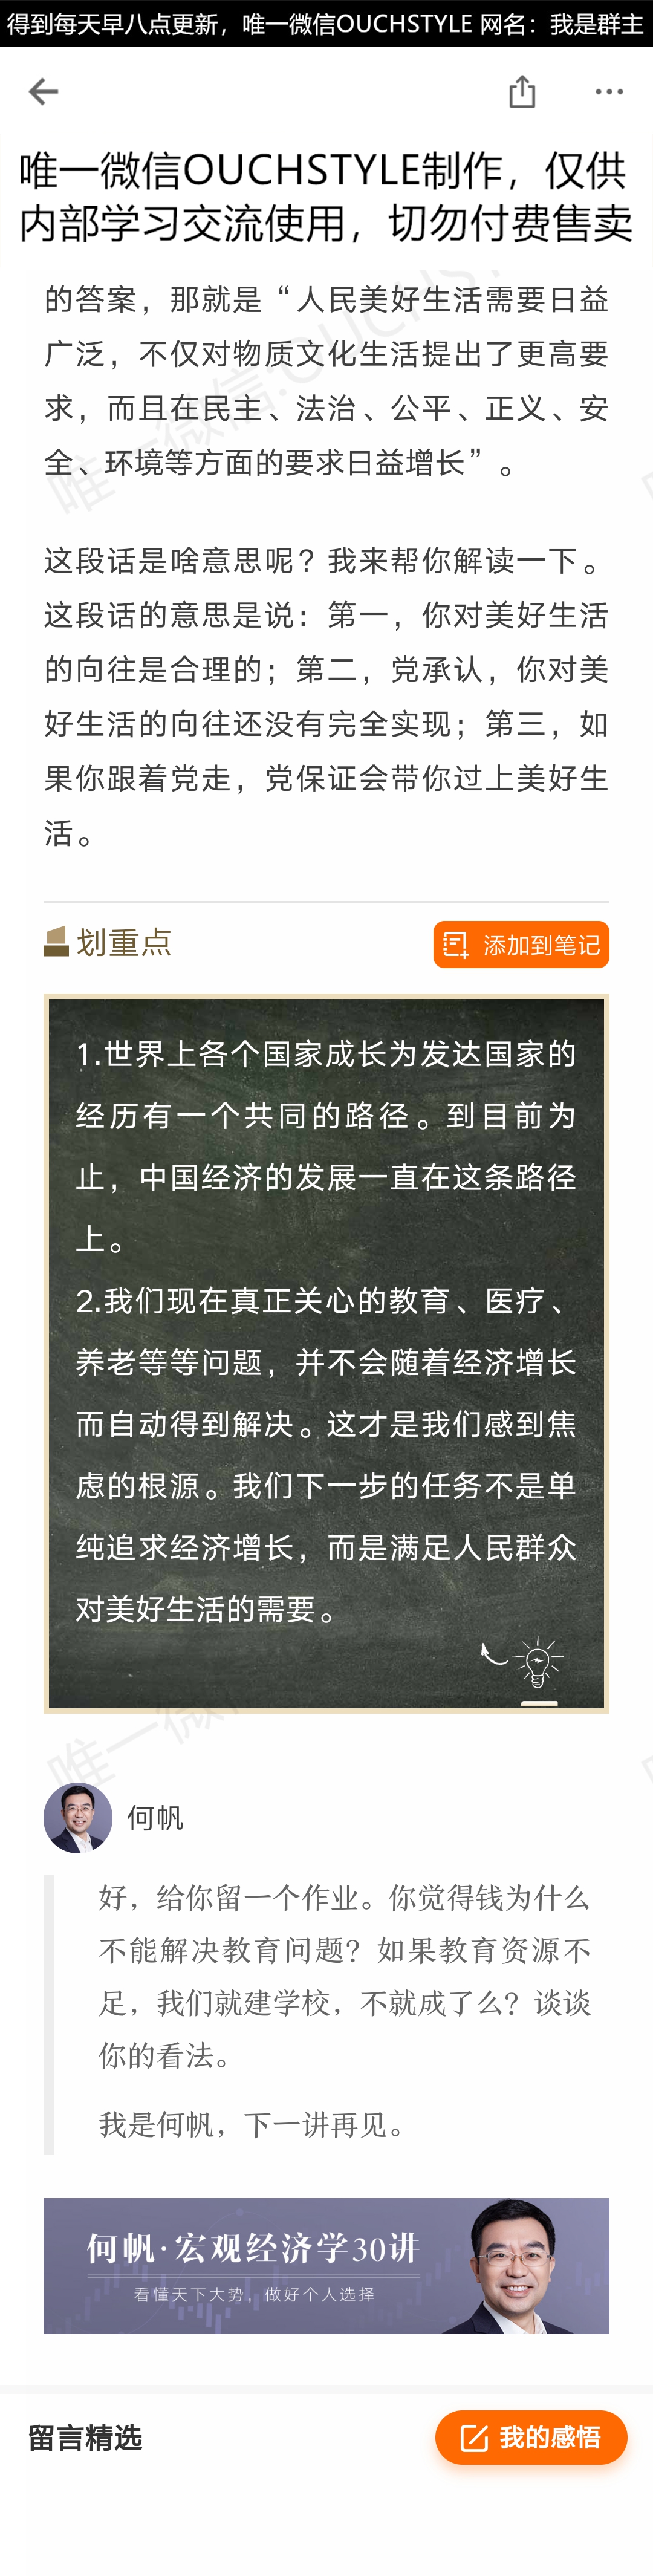 得到每天早八点更新，唯一微信OUCHSTYLE 网名：我是群主
唯一微信OUCHSTYLE制作，仅供
内部学习交流使用，切勿付费售卖
的答案，那就是“人民美好生活需要日益
广泛，不仅对物质文化生活提出了更高要
求，而且在民主、法治、公平、正义、安
全、环境等方面的要求日益增长”。
唯一微信:OUCHS
这段话是啥意思呢？我来帮你解读一下。
这段话的意思是说：第一，你对美好生活
的向往是合理的；第二，党承认，你对美
好生活的向往还没有完全实现；第三，如
果你跟着党走，党保证会带你过上美好生
活。
划重点
添加到笔记
1.世界上各个国家成长为发达国家的
经历有一个共同的路径。到目前为
止，中国经济的发展一直在这条路径
上。
2.我们现在真正关心的教育、医疗、
养老等等问题，并不会随着经济增长
而自动得到解决。这才是我们感到焦
虑的根源。我们下一步的任务不是单
纯追求经济增长，而是满足人民群众
对美好生活的需要。
唯一微
何帆
好，给你留一个作业。你觉得钱为什么
不能解决教育问题？如果教育资源不
足，我们就建学校，不就成了么？谈谈
你的看法。
我是何帆，下一讲再见。
何帆·宏观经济学30讲
看懂天下大势，做好个人选择
留言精选
我的感悟